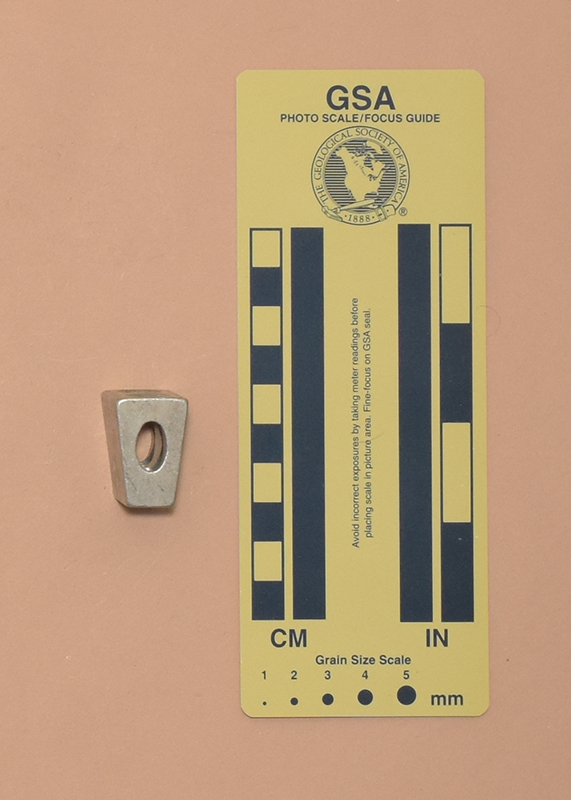 GSA
PHOTO SCALE/FOCUS GUIDE
THE GEOLOGICAL SOCIETY OF AMERICA
1888
®
Avoid incorrect exposures by taking meter readings before
placing scale in picture area. Fine-focus on GSA seal.
CM IN
Grain Size Scale
1 2 3 4 5
mm